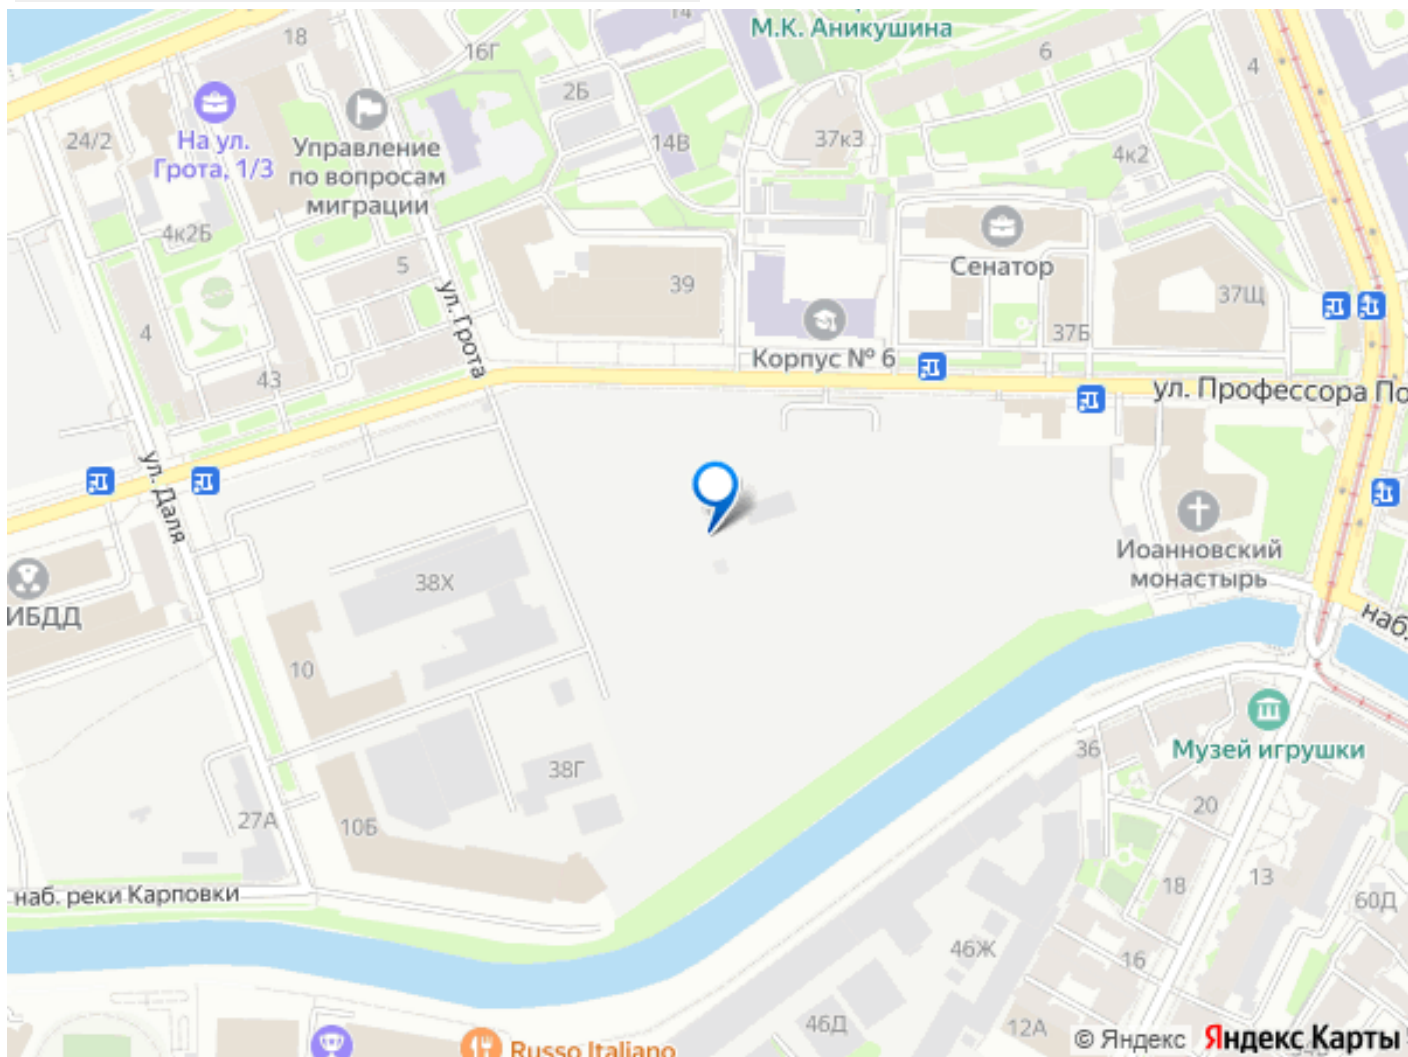 14
М.К. Аникушина
18
16Г
6
4
2Б
24/2
На ул.
Грота, 1/3
Управление
по вопросам
миграции
14В
37к3
4к2
4к2Б
5
Сенатор
39
37Щ
ул. Грота
4
37Б
43
Корпус № 6
ул. Профессора По
ул. Даля
Иоанновский
монастырь
38Х
ИБДД
наб.
10
36
Музей игрушки
38Г
20
27А
10Б
13
18
наб. реки Карповки
60Д
46Ж
16
46Д
12А
© Яндекс Яндекс Карты
Russo Italiano